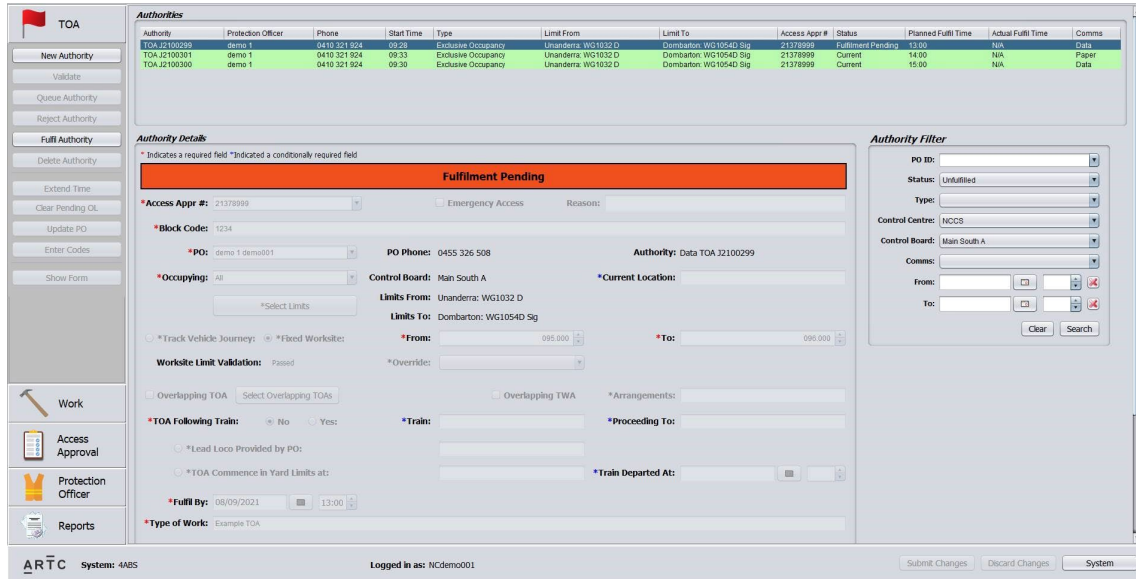 TOA
New Authority
Validate
Queue Authority
Reject Authority
Fulfil Authority
Delete Authority
Extend Time
Clear Pending OL
Update PO
Enter Codes
Show Form
Work
Access Approval
Protection Officer
Reports
Authorities
Authority Protection Officer Phone Start Time Type Limit From Limit To Access Appr # Status Planned Fulfil Time Actual Fulfil Time Comms
TOA J2100299 demo 1 0410 321 924 09:28 Exclusive Occupancy Unanderra: WG1032 D Dombarton: WG1054D Sig 21378999 Fulfilment Pending 13:00 N/A Data
TOA J2100301 demo 1 0410 321 924 09:33 Exclusive Occupancy Unanderra: WG1032 D Dombarton: WG1054D Sig 21378999 Current 14:00 N/A Paper
TOA J2100300 demo 1 0410 321 924 09:30 Exclusive Occupancy Unanderra: WG1032 D Dombarton: WG1054D Sig 21378999 Current 15:00 N/A Data
Authority Details
* Indicates a required field *Indicated a conditionally required field
Fulfilment Pending
*Access Appr #: 21378999 Emergency Access Reason:
*Block Code: 1234
*PO: demo 1 demo001 PO Phone: 0455 326 508 Authority: Data TOA J2100299
*Occupying: All Control Board: Main South A *Current Location:
*Select Limits Limits From: Unanderra: WG1032 D
Limits To: Dombarton: WG1054D Sig
*Track Vehicle Journey: *Fixed Worksite: *From: 095.000 *To: 096.000
Worksite Limit Validation: Passed *Override:
Overlapping TOA Select Overlapping TOAs Overlapping TWA *Arrangements:
*TOA Following Train: No Yes: *Train: *Proceeding To:
*Lead Loco Provided by PO:
*TOA Commence in Yard Limits at: *Train Departed At:
*Fulfil By: 08/09/2021 13:00
*Type of Work: Example TOA
Authority Filter
PO ID:
Status: Unfulfilled
Type:
Control Centre: NCCS
Control Board: Main South A
Comms:
From:
To:
Clear Search
ARTC System: 4ABS Logged in as: NCdemo001 Submit Changes Discard Changes System